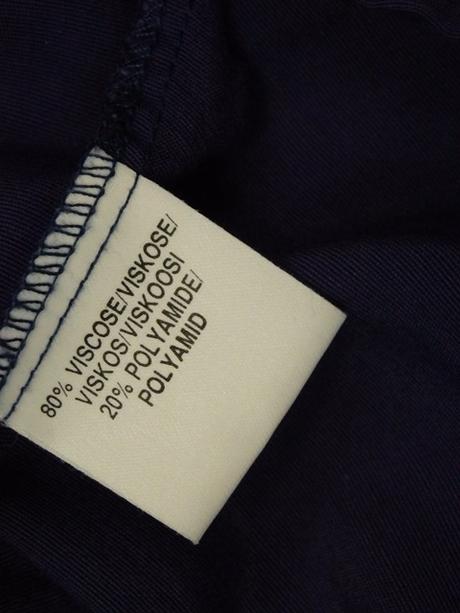 80% VISCOSE/VISKOSE/
VISKOS/VISKOOSI
20% POLYAMIDE/
POLYAMID